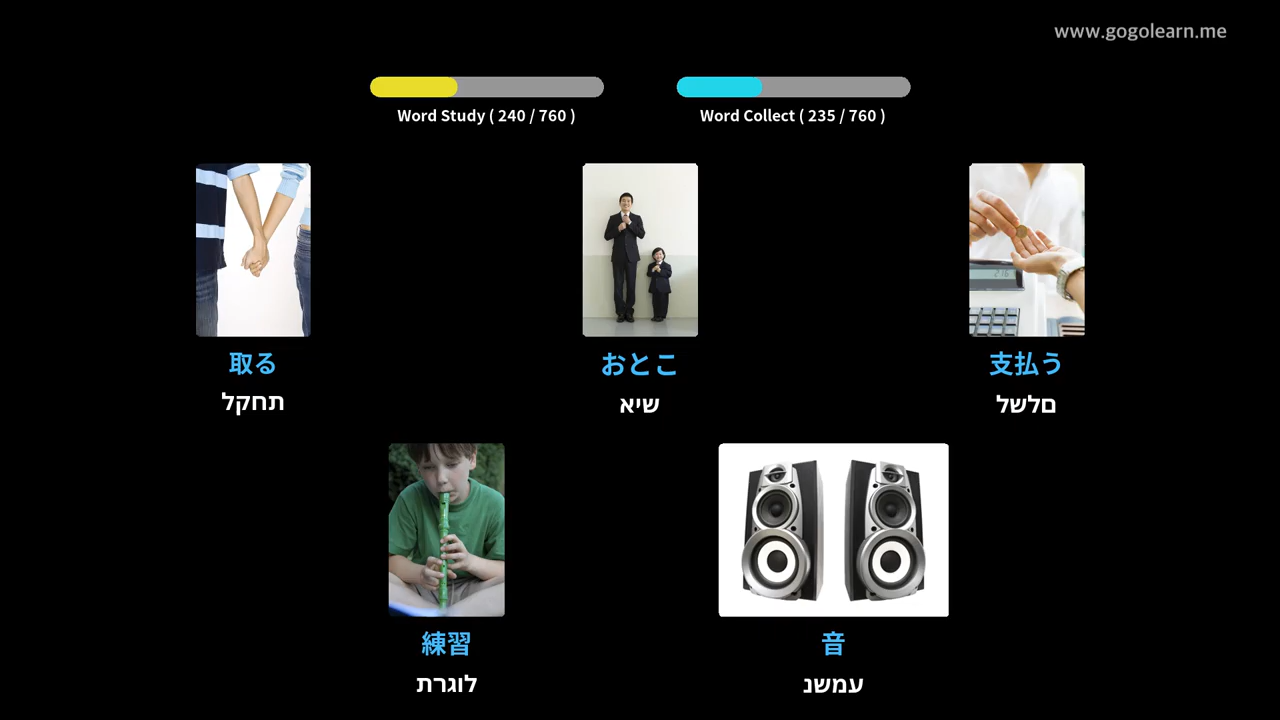 www.gogolearn.me
Word Study ( 240 / 760 )
Word Collect ( 235 / 760 )
取る
おとこ
支払う
תחקל
שיא
םלשל
練習
音
לוגרת
עמשנ